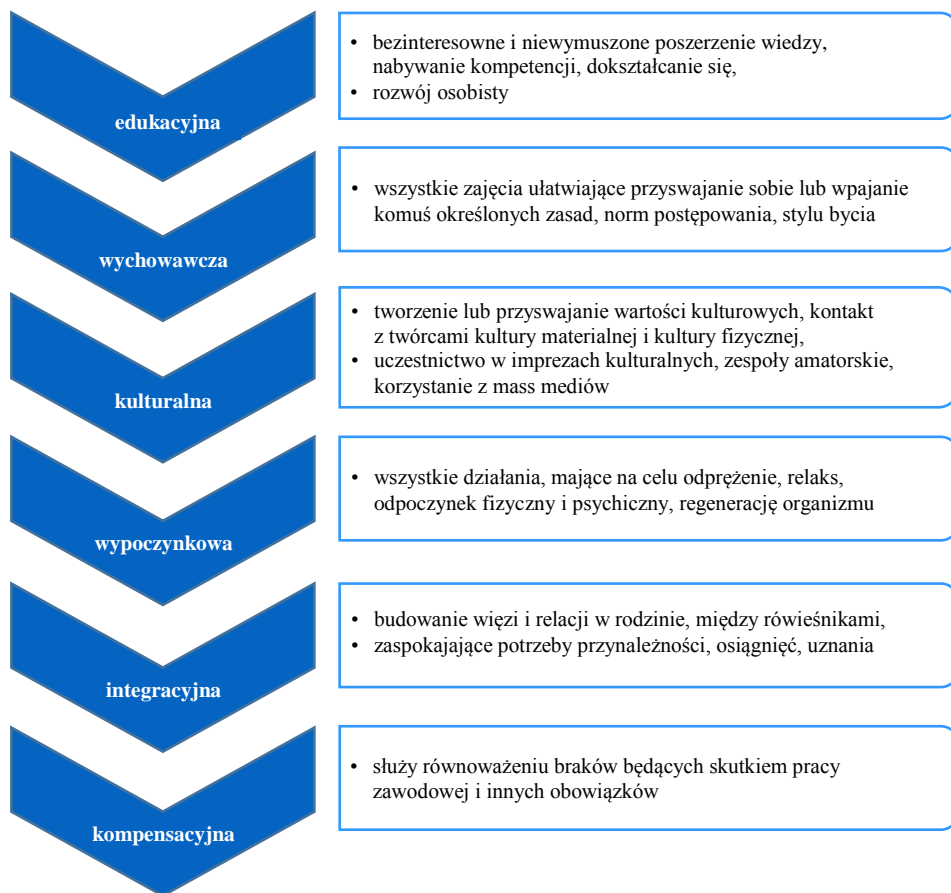 • bezinteresowne i niewymuszone poszerzenie wiedzy,
nabywanie kompetencji, dokształcanie się,
• rozwój osobisty
edukacyjna
• wszystkie zajęcia ułatwiające przyswajanie sobie lub wpajanie
komuś określonych zasad, norm postępowania, stylu bycia
wychowawcza
• tworzenie lub przyswajanie wartości kulturowych, kontakt
z twórcami kultury materialnej i kultury fizycznej,
• uczestnictwo w imprezach kulturalnych, zespoły amatorskie,
korzystanie z mass mediów
kulturalna
• wszystkie działania, mające na celu odprężenie, relaks,
odpoczynek fizyczny i psychiczny, regenerację organizmu
wypoczynkowa
• budowanie więzi i relacji w rodzinie, między rówieśnikami,
• zaspokajające potrzeby przynależności, osiągnięć, uznania
integracyjna
• służy równoważeniu braków będących skutkiem pracy
zawodowej i innych obowiązków
kompensacyjna